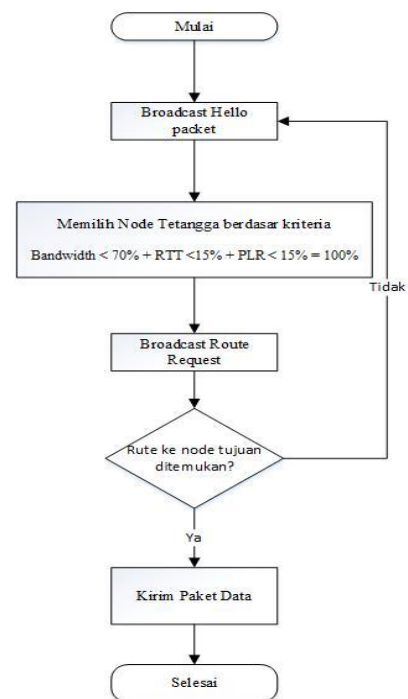 Mulai
Broadcast Hello
packet
Memilih Node Tetangga berdasar kriteria
Bandwidth < 70% + RTT <15% + PLR < 15% = 100%
Tidak
Broadcast Route
Request
Rute ke node tujuan
ditemukan?
Ya
Kirim Paket Data
Selesai